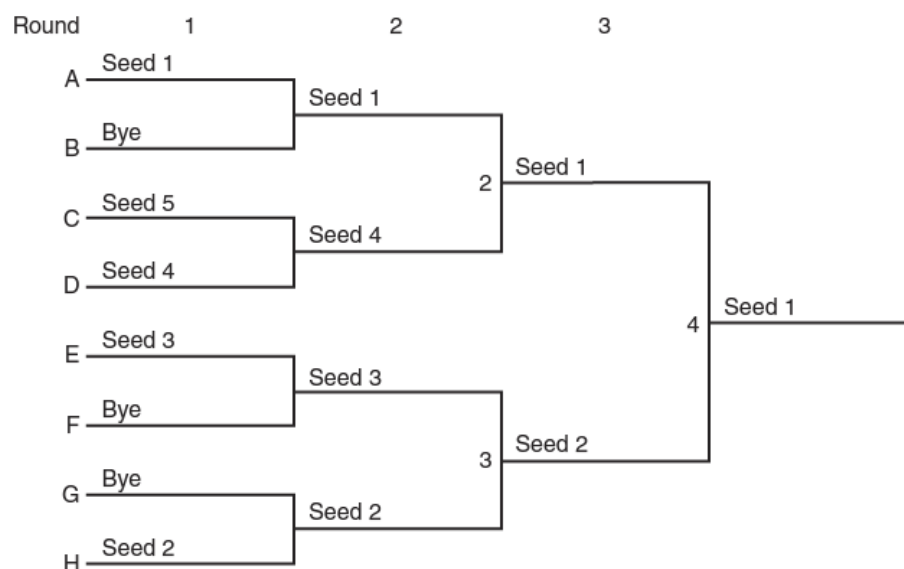 Round 1 2 3
A Seed 1
Seed 1
B Bye
2 Seed 1
C Seed 5
Seed 4
D Seed 4
4 Seed 1
E Seed 3
Seed 3
F Bye
3 Seed 2
G Bye
Seed 2
H Seed 2